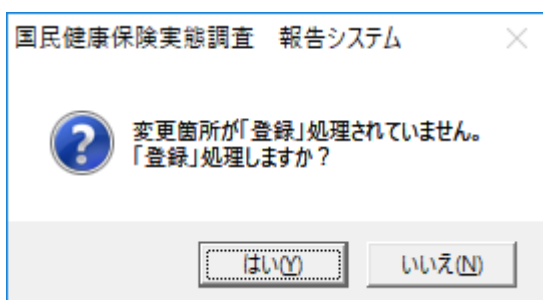 国民健康保険実態調査　報告システム
変更箇所が「登録」処理されていません。
「登録」処理しますか？
はい(Y)
いいえ(N)